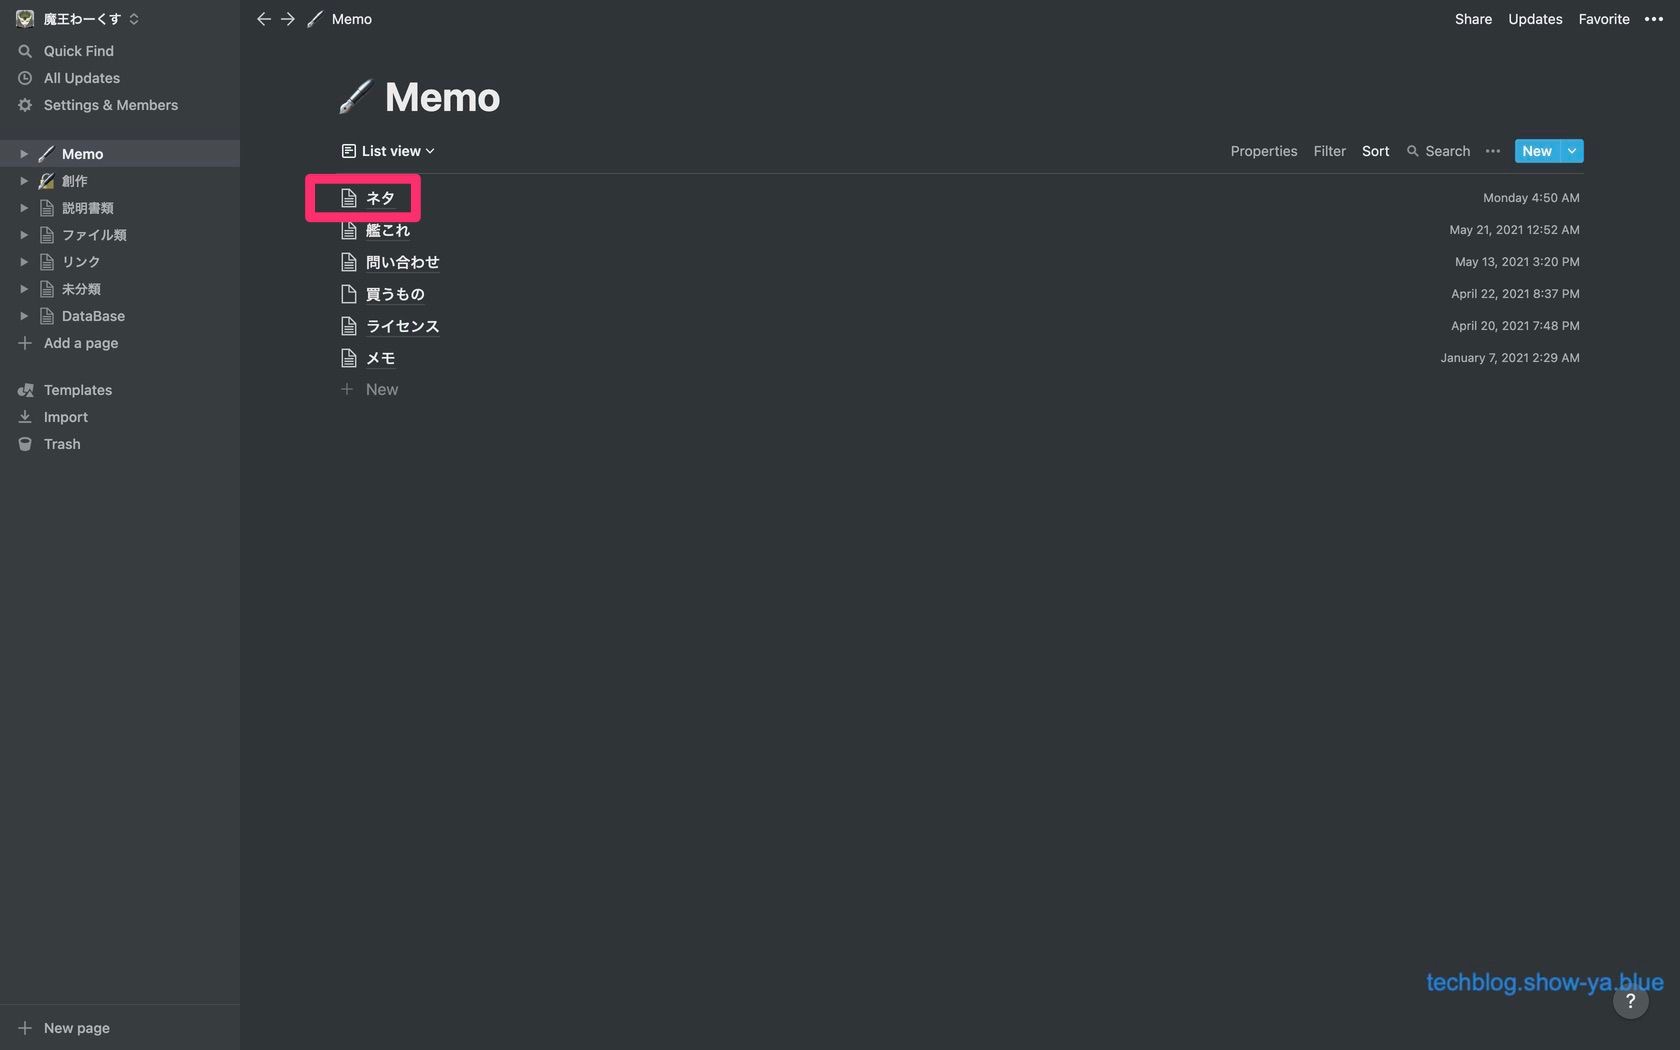 魔王わーくす
Quick Find
All Updates
Settings & Members
Memo
創作
説明書類
ファイル類
リンク
未分類
DataBase
Add a page
Templates
Import
Trash
New page
Memo
Share Updates Favorite
Memo
List view
Properties Filter Sort Search New
ネタ Monday 4:50 AM
艦これ May 21, 2021 12:52 AM
問い合わせ May 13, 2021 3:20 PM
買うもの April 22, 2021 8:37 PM
ライセンス April 20, 2021 7:48 PM
メモ January 7, 2021 2:29 AM
New
techblog.show-ya.blue
?